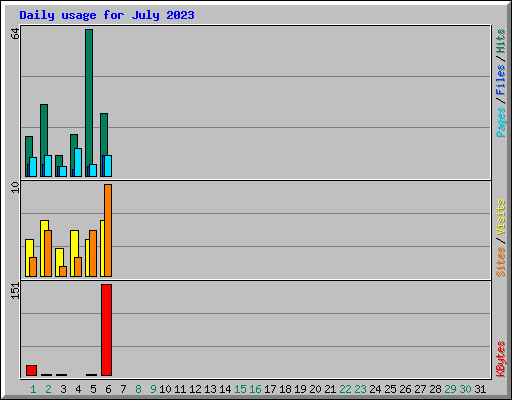 Daily usage for July 2023
64
Pages / Files / Hits
10
Sites / Visits
151
KBytes
1 2 3 4 5 6 7 8 9 10 11 12 13 14 15 16 17 18 19 20 21 22 23 24 25 26 27 28 29 30 31